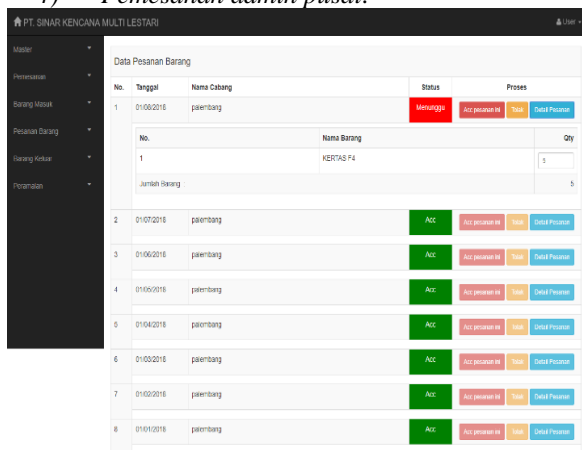 4) Pemesanan admin pusat.
PT. SINAR KENCANA MULTI LESTARI User
Master
Pemesanan
Barang Masuk
Pesanan Barang
Barang Keluar
Peramalan
Data Pesanan Barang
No. Tanggal Nama Cabang Status Proses
1 01/08/2018 palembang Menunggu Acc pesanan ini Tolak Detail Pesanan
No. Nama Barang Qty
1 KERTAS F4 5
Jumlah Barang : 5
2 01/07/2018 palembang Acc Acc pesanan ini Tolak Detail Pesanan
3 01/06/2018 palembang Acc Acc pesanan ini Tolak Detail Pesanan
4 01/05/2018 palembang Acc Acc pesanan ini Tolak Detail Pesanan
5 01/04/2018 palembang Acc Acc pesanan ini Tolak Detail Pesanan
6 01/03/2018 palembang Acc Acc pesanan ini Tolak Detail Pesanan
7 01/02/2018 palembang Acc Acc pesanan ini Tolak Detail Pesanan
8 01/01/2018 palembang Acc Acc pesanan ini Tolak Detail Pesanan